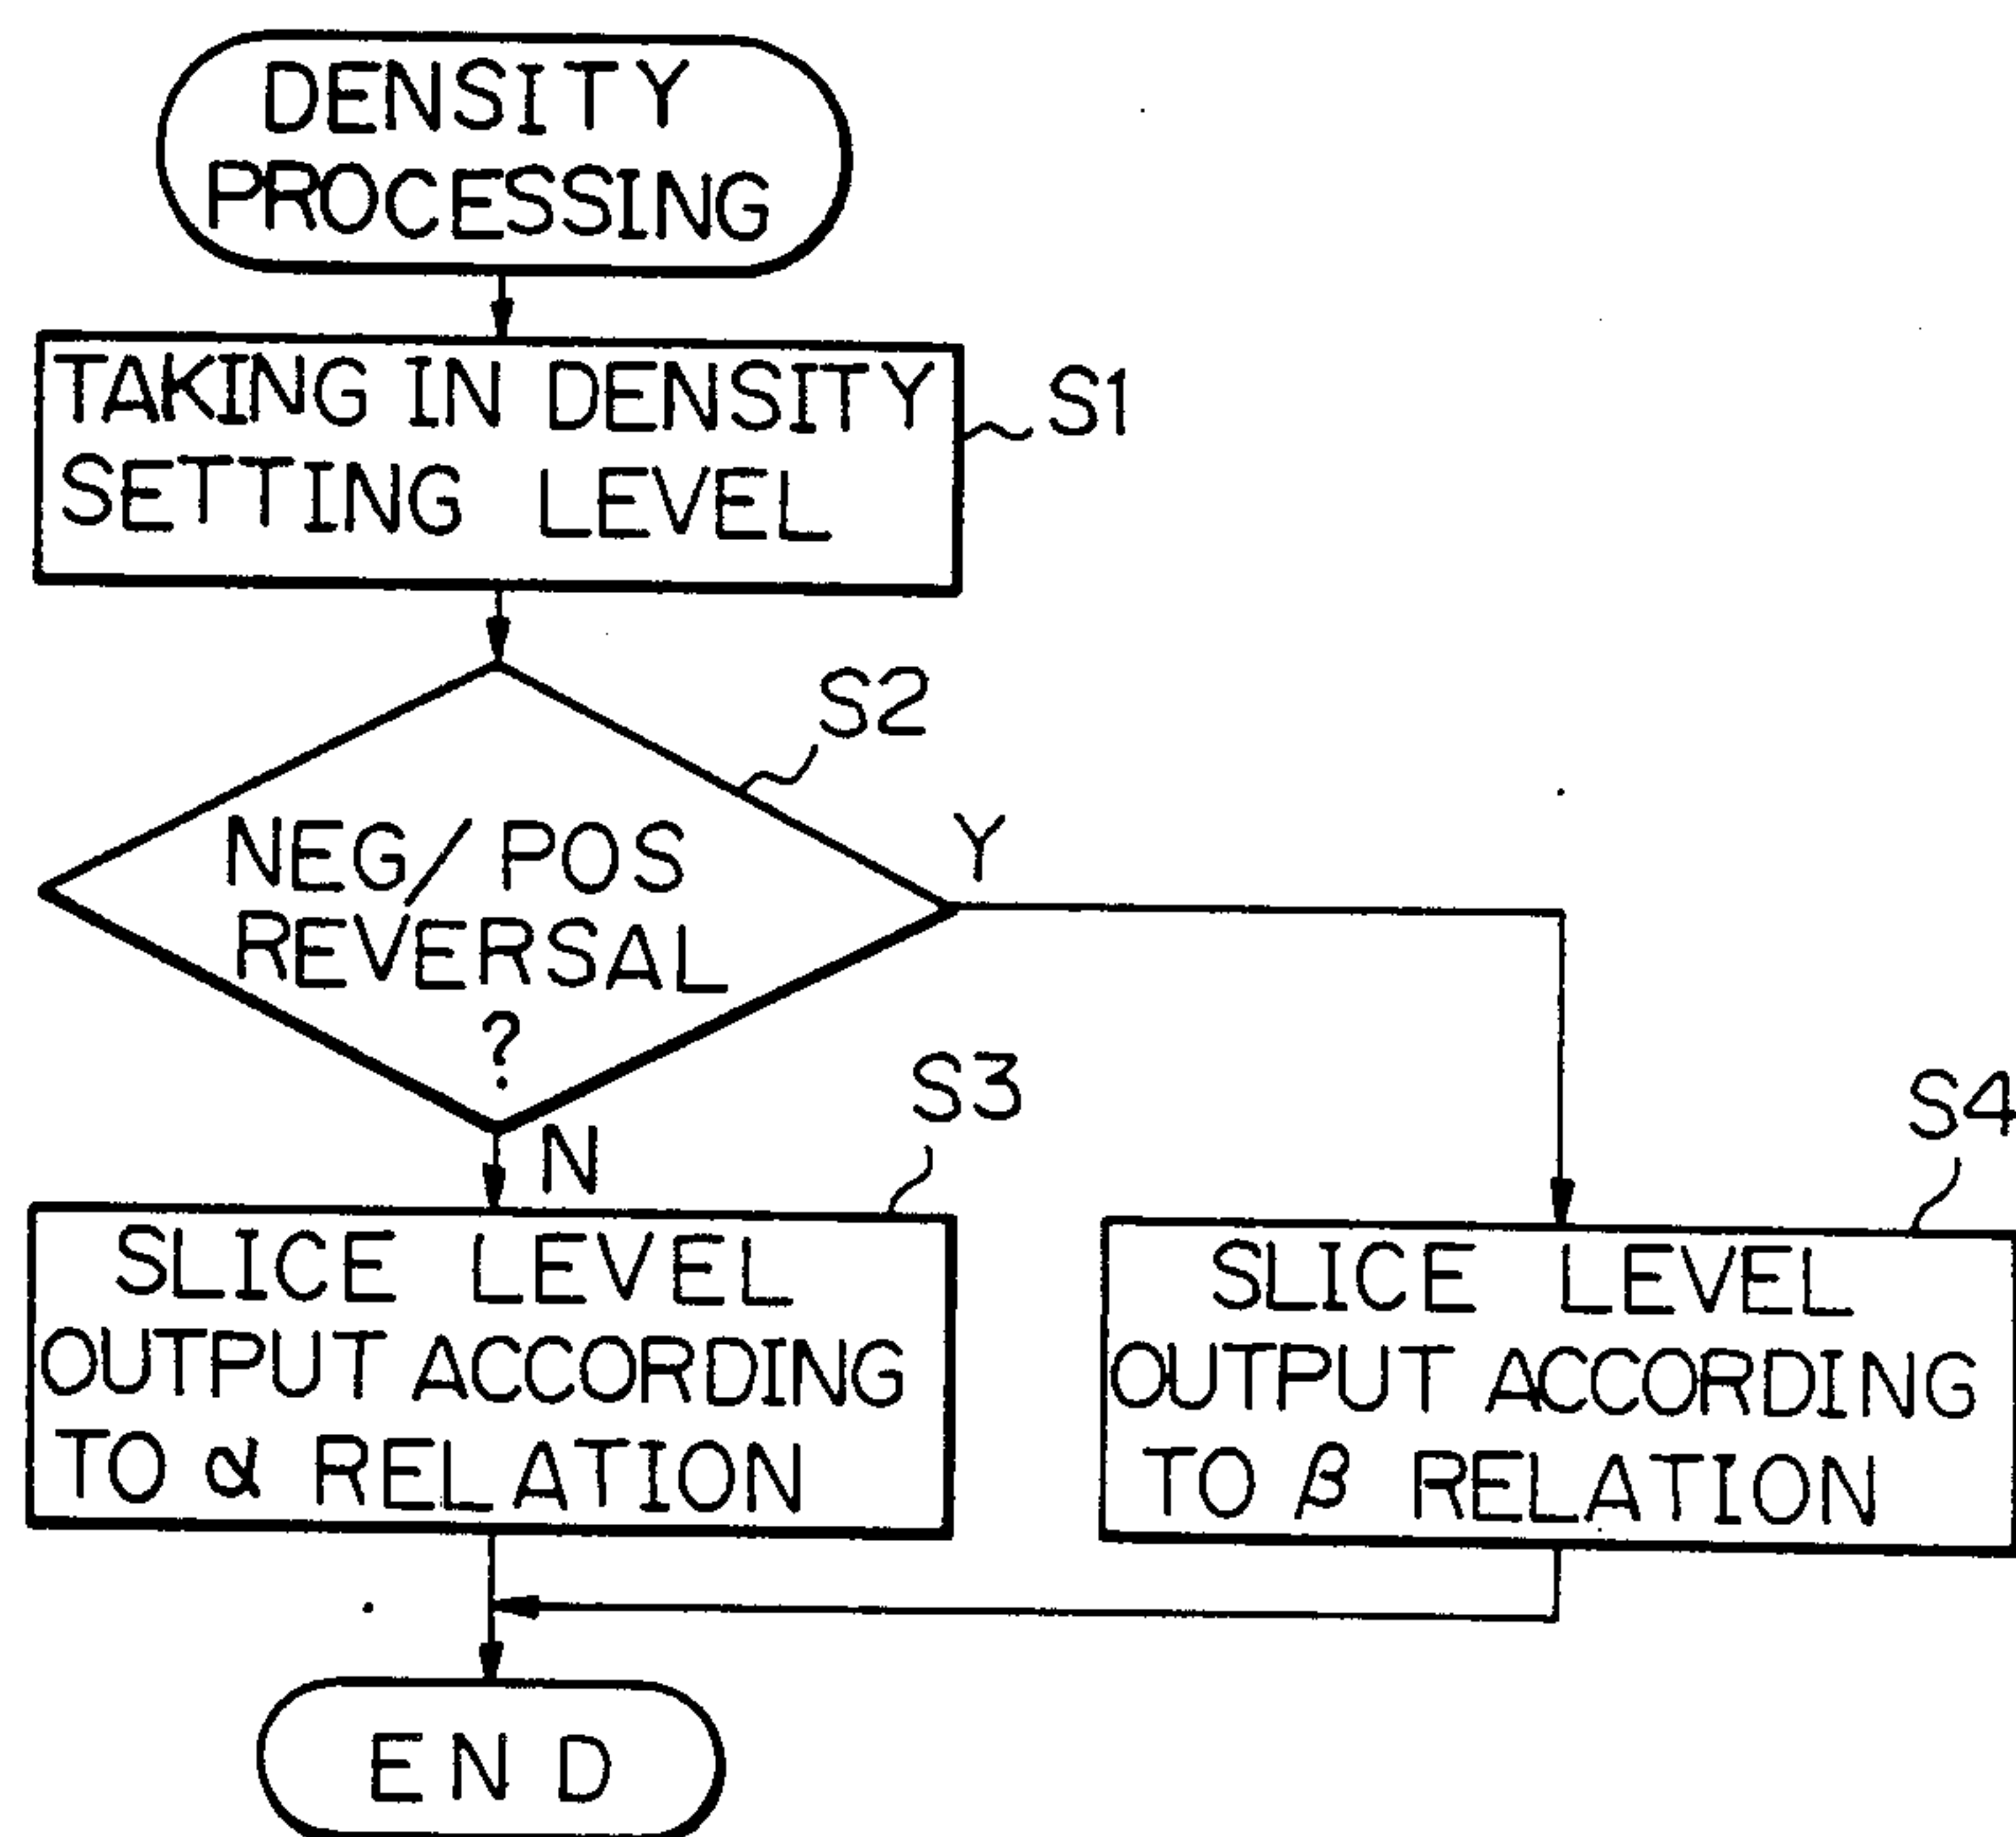 DENSITY
PROCESSING
TAKING IN DENSITY
SETTING LEVEL
S1
S2
NEG/POS
REVERSAL
?
Y
N
S3
SLICE LEVEL
OUTPUT ACCORDING
TO α RELATION
S4
SLICE LEVEL
OUTPUT ACCORDING
TO β RELATION
END